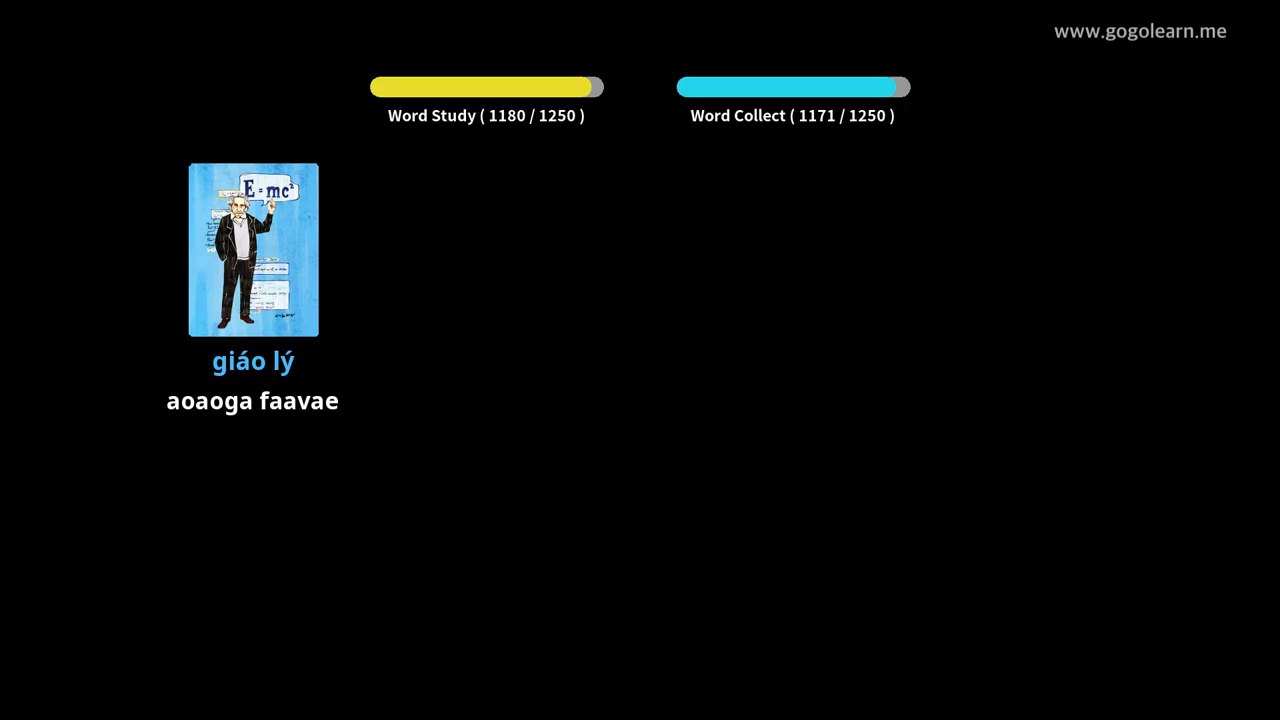 www.gogolearn.me
Word Study ( 1180 / 1250 )
Word Collect ( 1171 / 1250 )
E = mc²
giáo lý
aoaoga faavae